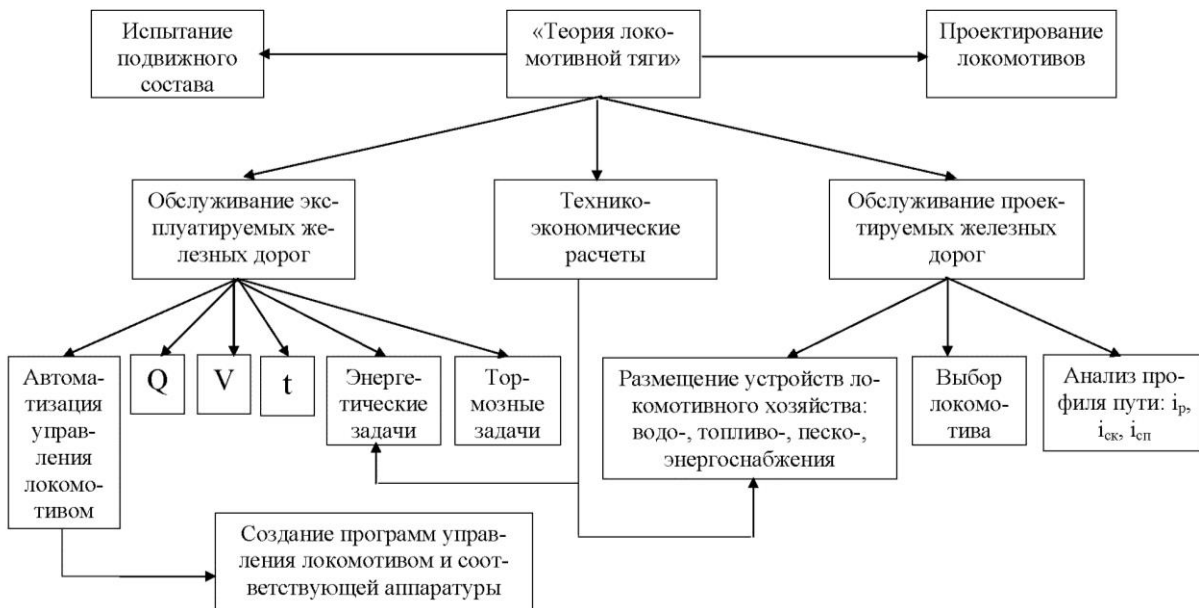 Испытание
подвижного
состава
«Теория локо-
мотивной тяги»
Проектирование
локомотивов
Обслуживание экс-
плуатируемых же-
лезных дорог
Технико-
экономические
расчеты
Обслуживание проек-
тируемых железных
дорог
Автома-
тизация
управ-
ления
локомо-
тивом
Q
V
t
Энерге-
тические
задачи
Тор-
мозные
задачи
Размещение устройств ло-
комотивного хозяйства:
водо-, топливо-, песко-,
энергоснабжения
Выбор
локомо-
тива
Анализ про-
филя пути: iр,
iск, iсп
Создание программ управ-
ления локомотивом и соот-
ветствующей аппаратуры